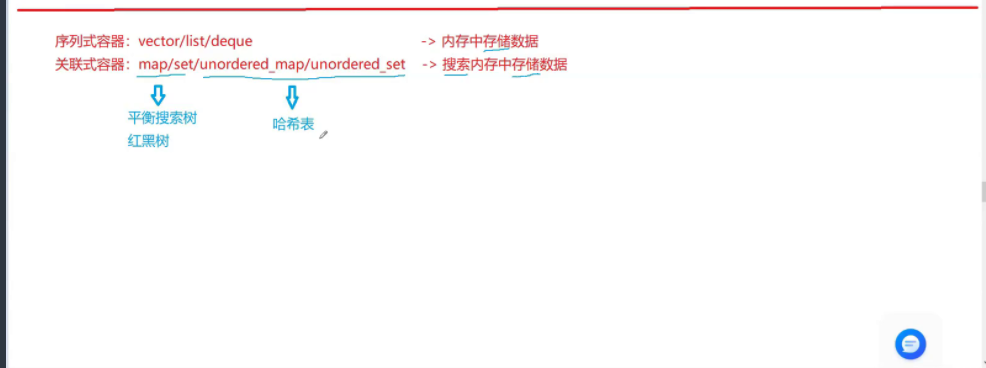 序列式容器：vector/list/deque -> 内存中存储数据
关联式容器：map/set/unordered_map/unordered_set -> 搜索内存中存储数据
平衡搜索树
哈希表
红黑树